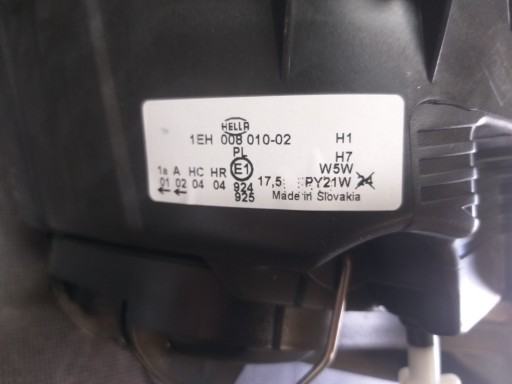 HELLA
1EH 008 010-02 H1
PL H7
1a A HC HR E1 W5W
01 02 04 04 924 17,5 PY21W 24
925 Made in Slovakia